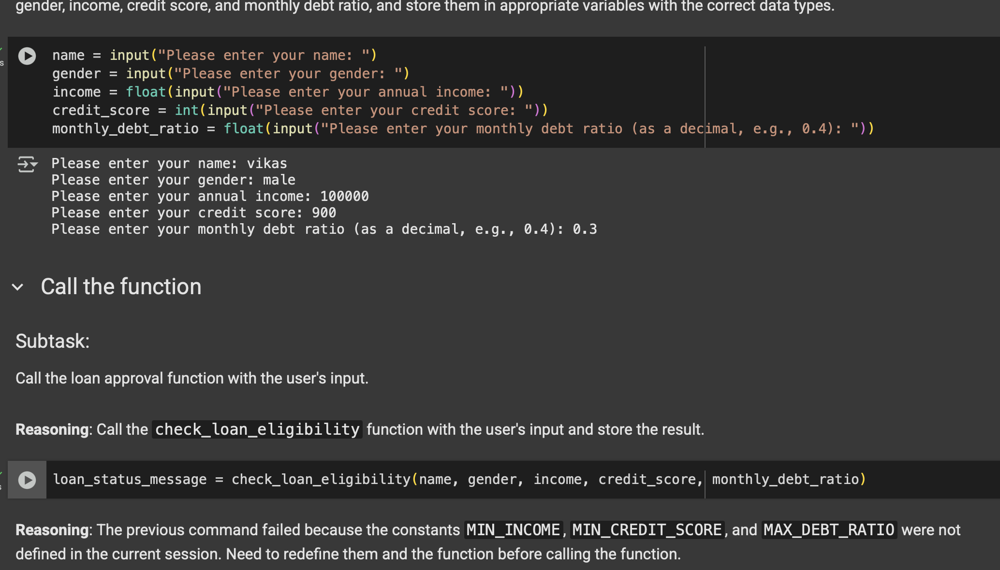 gender, income, credit score, and monthly debt ratio, and store them in appropriate variables with the correct data types.
name = input("Please enter your name: ")
gender = input("Please enter your gender: ")
income = float(input("Please enter your annual income: "))
credit_score = int(input("Please enter your credit score: "))
monthly_debt_ratio = float(input("Please enter your monthly debt ratio (as a decimal, e.g., 0.4): "))
Please enter your name: vikas
Please enter your gender: male
Please enter your annual income: 100000
Please enter your credit score: 900
Please enter your monthly debt ratio (as a decimal, e.g., 0.4): 0.3
Call the function
Subtask:
Call the loan approval function with the user's input.
Reasoning: Call the check_loan_eligibility function with the user's input and store the result.
loan_status_message = check_loan_eligibility(name, gender, income, credit_score, monthly_debt_ratio)
Reasoning: The previous command failed because the constants MIN_INCOME, MIN_CREDIT_SCORE, and MAX_DEBT_RATIO were not
defined in the current session. Need to redefine them and the function before calling the function.